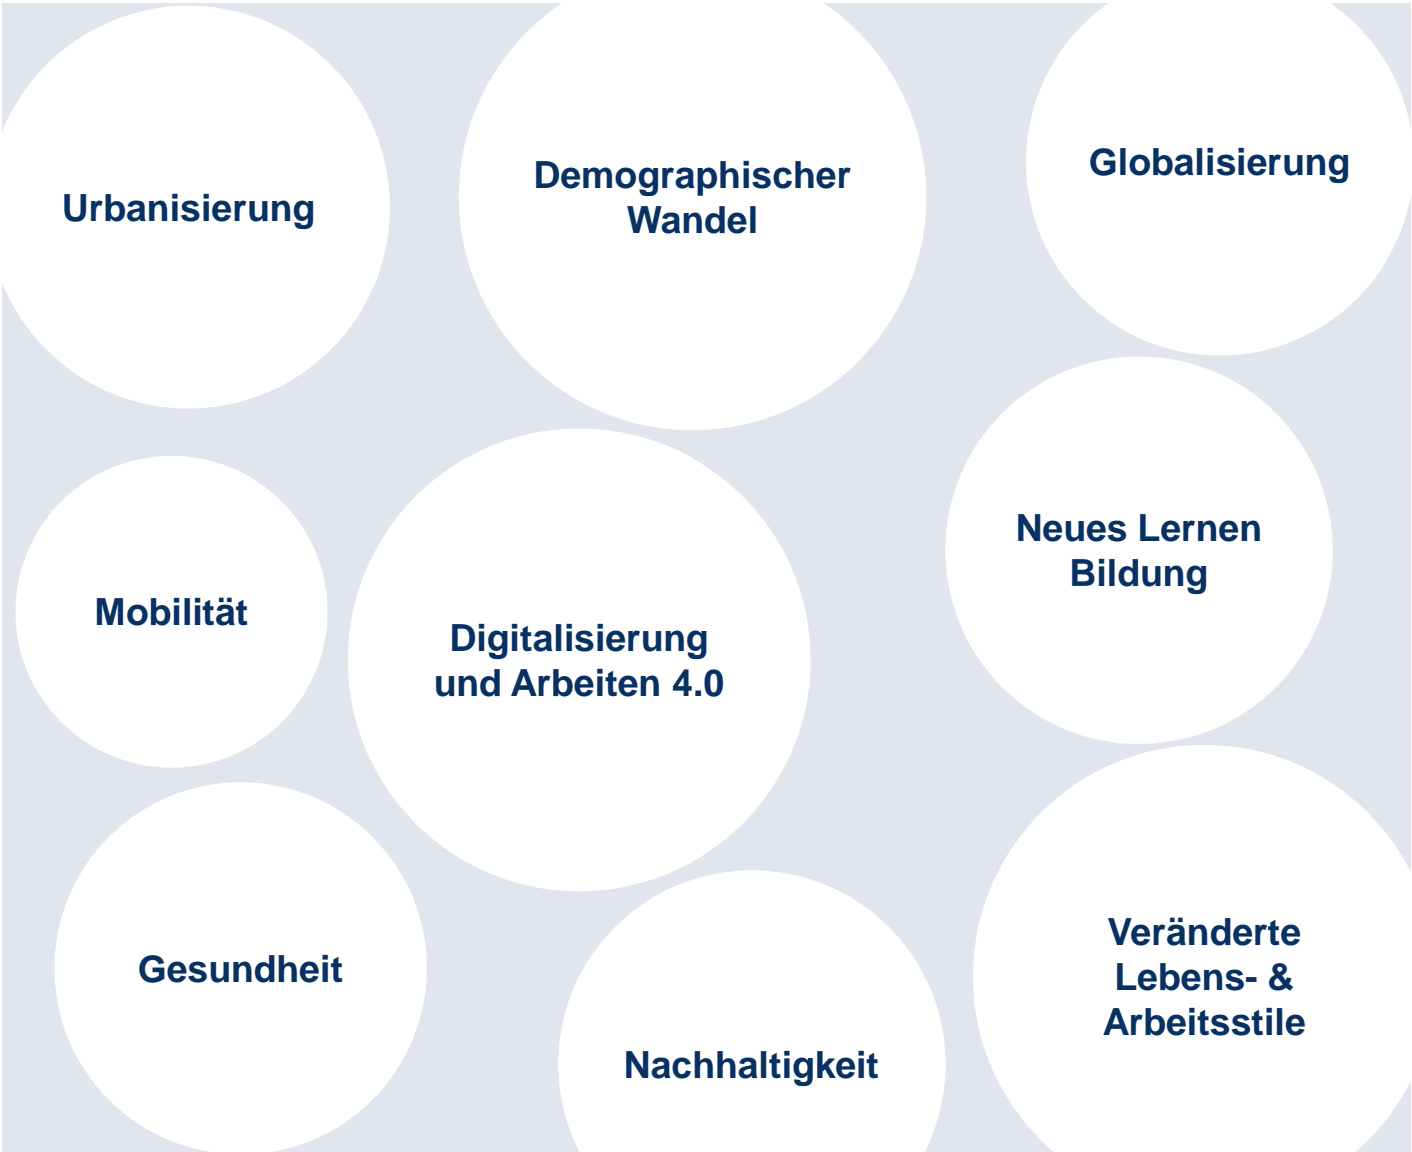 Urbanisierung
Demographischer
Wandel
Globalisierung
Mobilität
Digitalisierung
und Arbeiten 4.0
Neues Lernen
Bildung
Gesundheit
Nachhaltigkeit
Veränderte
Lebens- &
Arbeitsstile